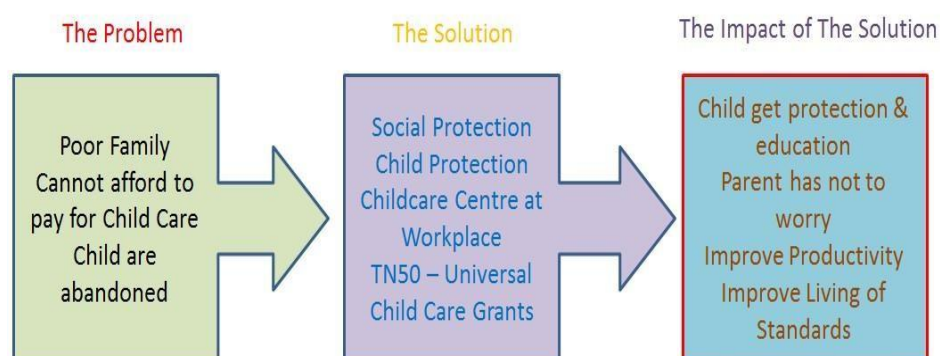 The Problem
The Solution
The Impact of The Solution
Poor Family
Cannot afford to
pay for Child Care
Child are
abandoned
Social Protection
Child Protection
Childcare Centre at
Workplace
TN50 – Universal
Child Care Grants
Child get protection &
education
Parent has not to
worry
Improve Productivity
Improve Living of
Standards